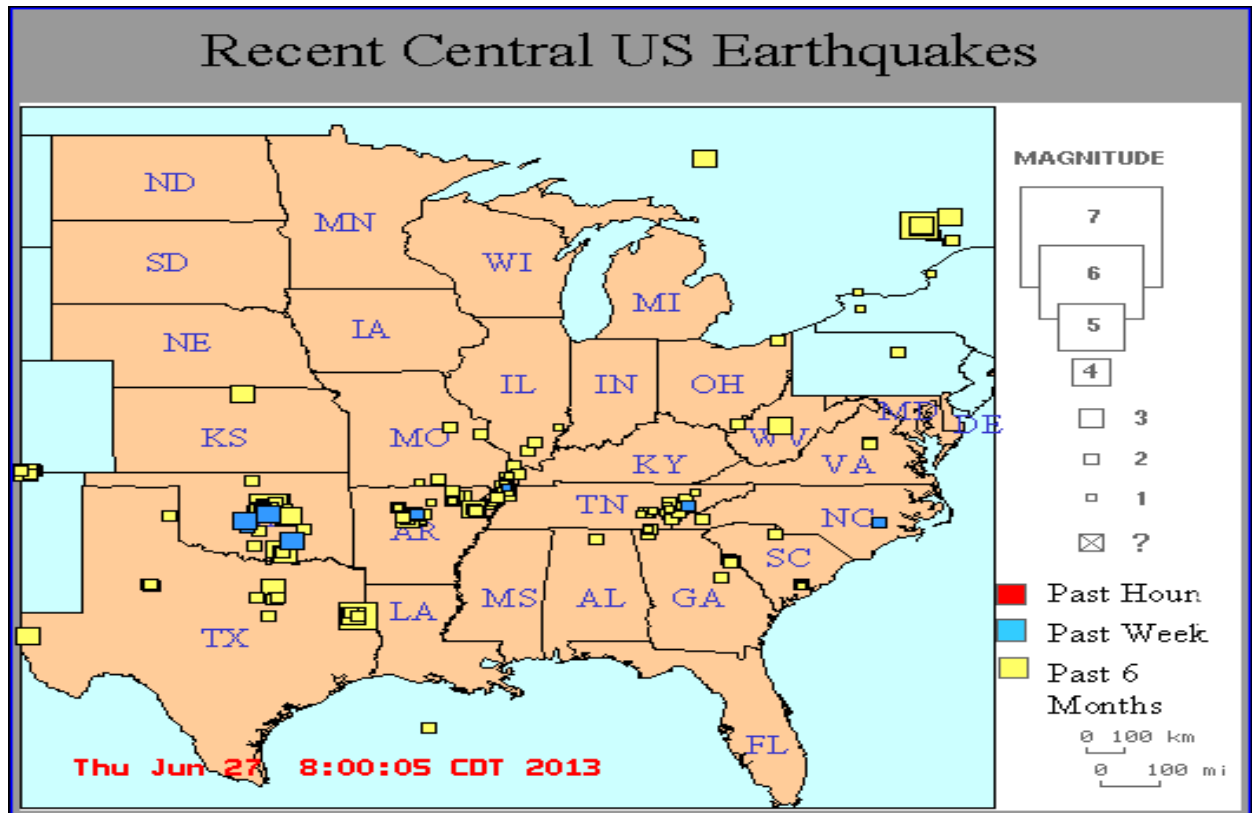 Recent Central US Earthquakes
MAGNITUDE
7
6
5
4
3
2
1
?
Past Houn
Past Week
Past 6
Months
0 100 km
0 100 mi
ND
MN
SD
WI
MI
NE
IA
IL
IN
OH
MD
DE
KS
MO
WV
KY
VA
TN
NC
AR
SC
MS
AL
GA
LA
TX
FL
Thu Jun 27 8:00:05 CDT 2013